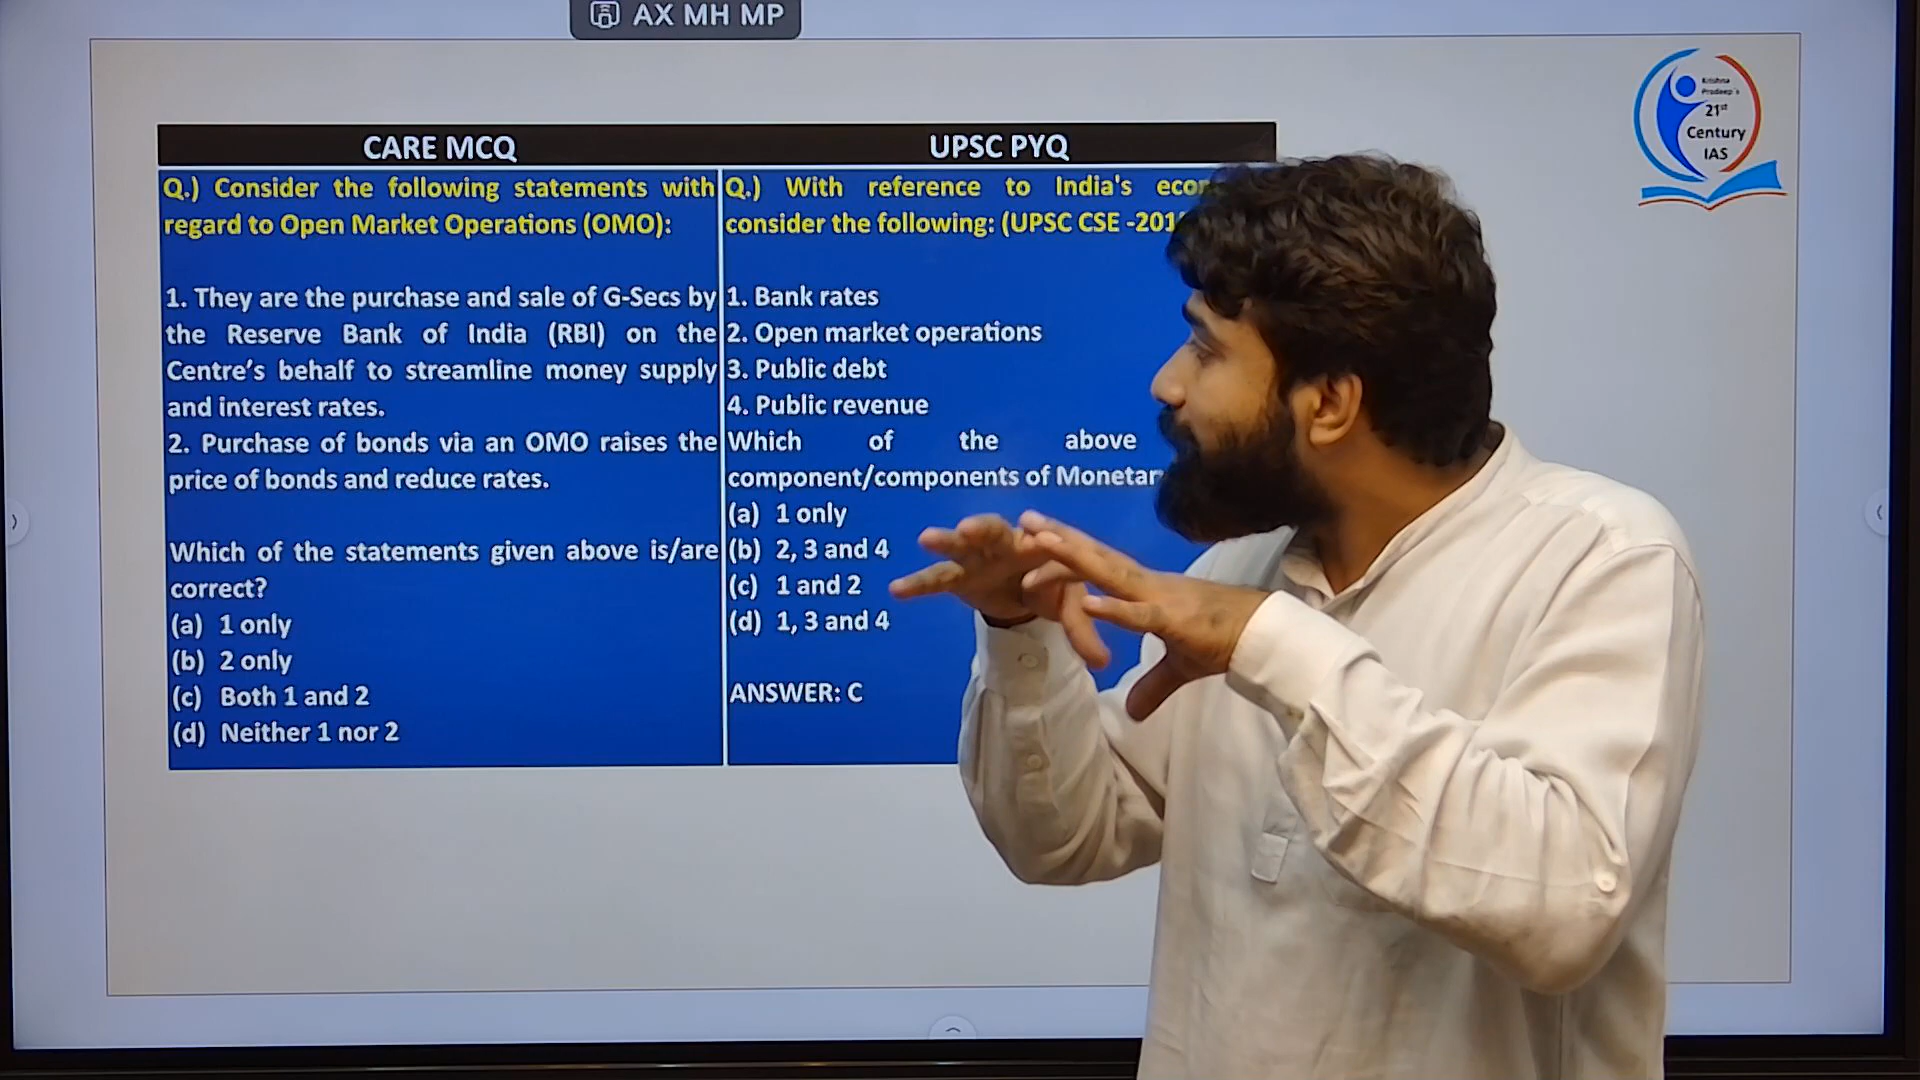 AX MH MP
Krishna
Pradeep's
21st
Century
IAS
CARE MCQ
Q.) Consider the following statements with
regard to Open Market Operations (OMO):
1. They are the purchase and sale of G-Secs by
the Reserve Bank of India (RBI) on the
Centre’s behalf to streamline money supply
and interest rates.
2. Purchase of bonds via an OMO raises the
price of bonds and reduce rates.
Which of the statements given above is/are
correct?
(a) 1 only
(b) 2 only
(c) Both 1 and 2
(d) Neither 1 nor 2
UPSC PYQ
Q.) With reference to India's
consider the following: (UPSC CSE
1. Bank rates
2. Open market operations
3. Public debt
4. Public revenue
Which of the above
component/components of
(a) 1 only
(b) 2, 3 and 4
(c) 1 and 2
(d) 1, 3 and 4
ANSWER: C